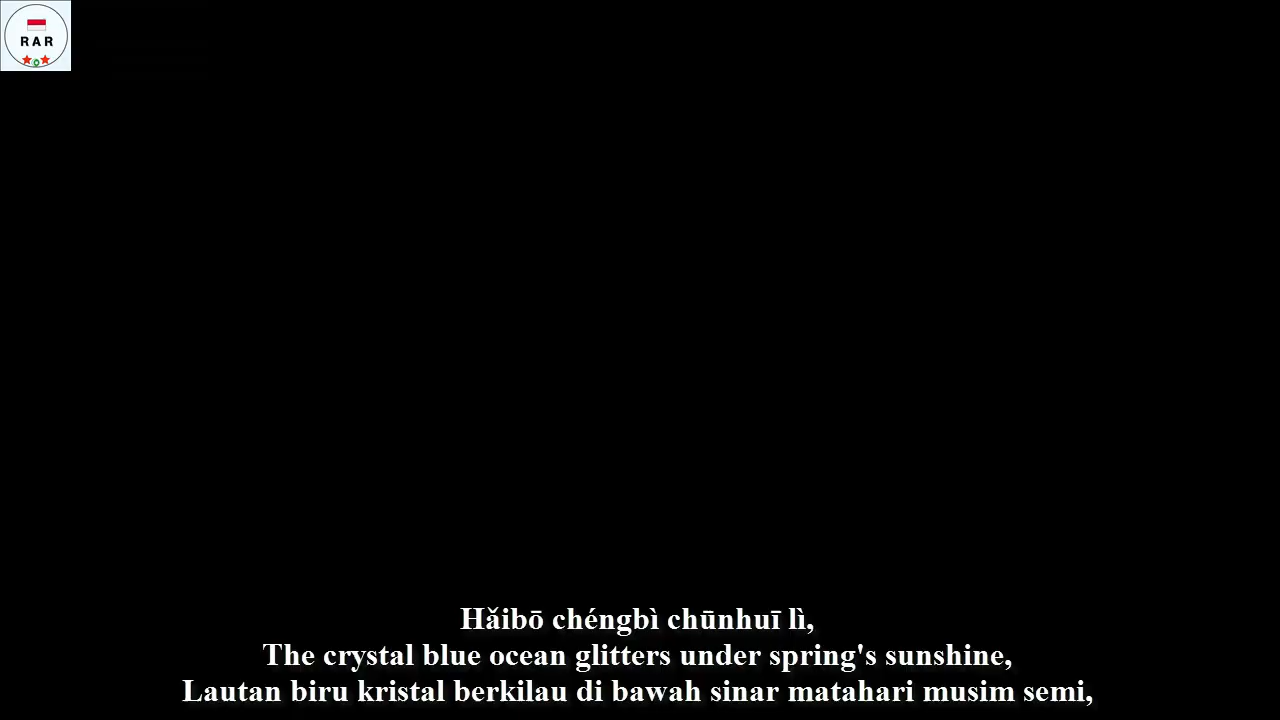 RAR
Hǎibō chéngbì chūnhuī lì,
The crystal blue ocean glitters under spring's sunshine,
Lautan biru kristal berkilau di bawah sinar matahari musim semi,